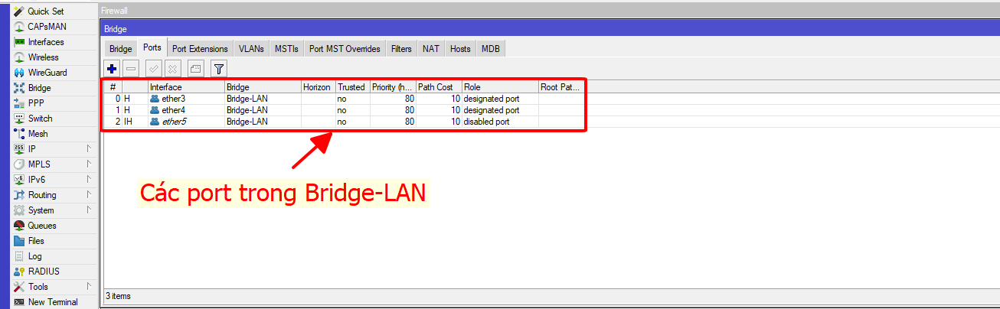 Quick Set
CAPsMAN
Interfaces
Wireless
WireGuard
Bridge
PPP
Switch
Mesh
IP
MPLS
IPv6
Routing
System
Queues
Files
Log
RADIUS
Tools
New Terminal
Firewall
Bridge
Bridge Ports Port Extensions VLANs MSTIs Port MST Overrides Filters NAT Hosts MDB
# Interface Bridge Horizon Trusted Priority (h... Path Cost Role Root Pat...
0 H ether3 Bridge-LAN no 80 10 designated port
1 H ether4 Bridge-LAN no 80 10 designated port
2 IH ether5 Bridge-LAN no 80 10 disabled port
Các port trong Bridge-LAN
3 items